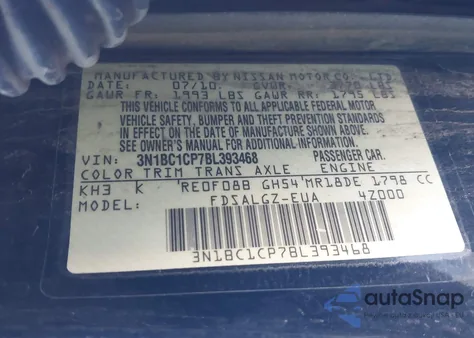 MANUFACTURED BY NISSAN MOTOR CO., LTD.
07/10 GVWR
GAWR FR: 1993 LBS GAWR RR: 1795 LBS
THIS VEHICLE CONFORMS TO ALL APPLICABLE FEDERAL MOTOR
VEHICLE SAFETY, BUMPER AND THEFT PREVENTION STANDARDS
IN EFFECT ON THE DATE OF MANUFACTURE SHOWN ABOVE.
SEE OWNER'S MANUAL FOR ADDITIONAL INFORMATION.
VIN: 3N1BC1CP7BL393468 PASSENGER CAR.
COLOR TRIM TRANS AXLE ENGINE
KH3 K RE0F08B GH54 MR18DE 1798 CC
MODEL: FDSALGZ-EUA 4Z000
3N1BC1CP7BL393468
autoSnap